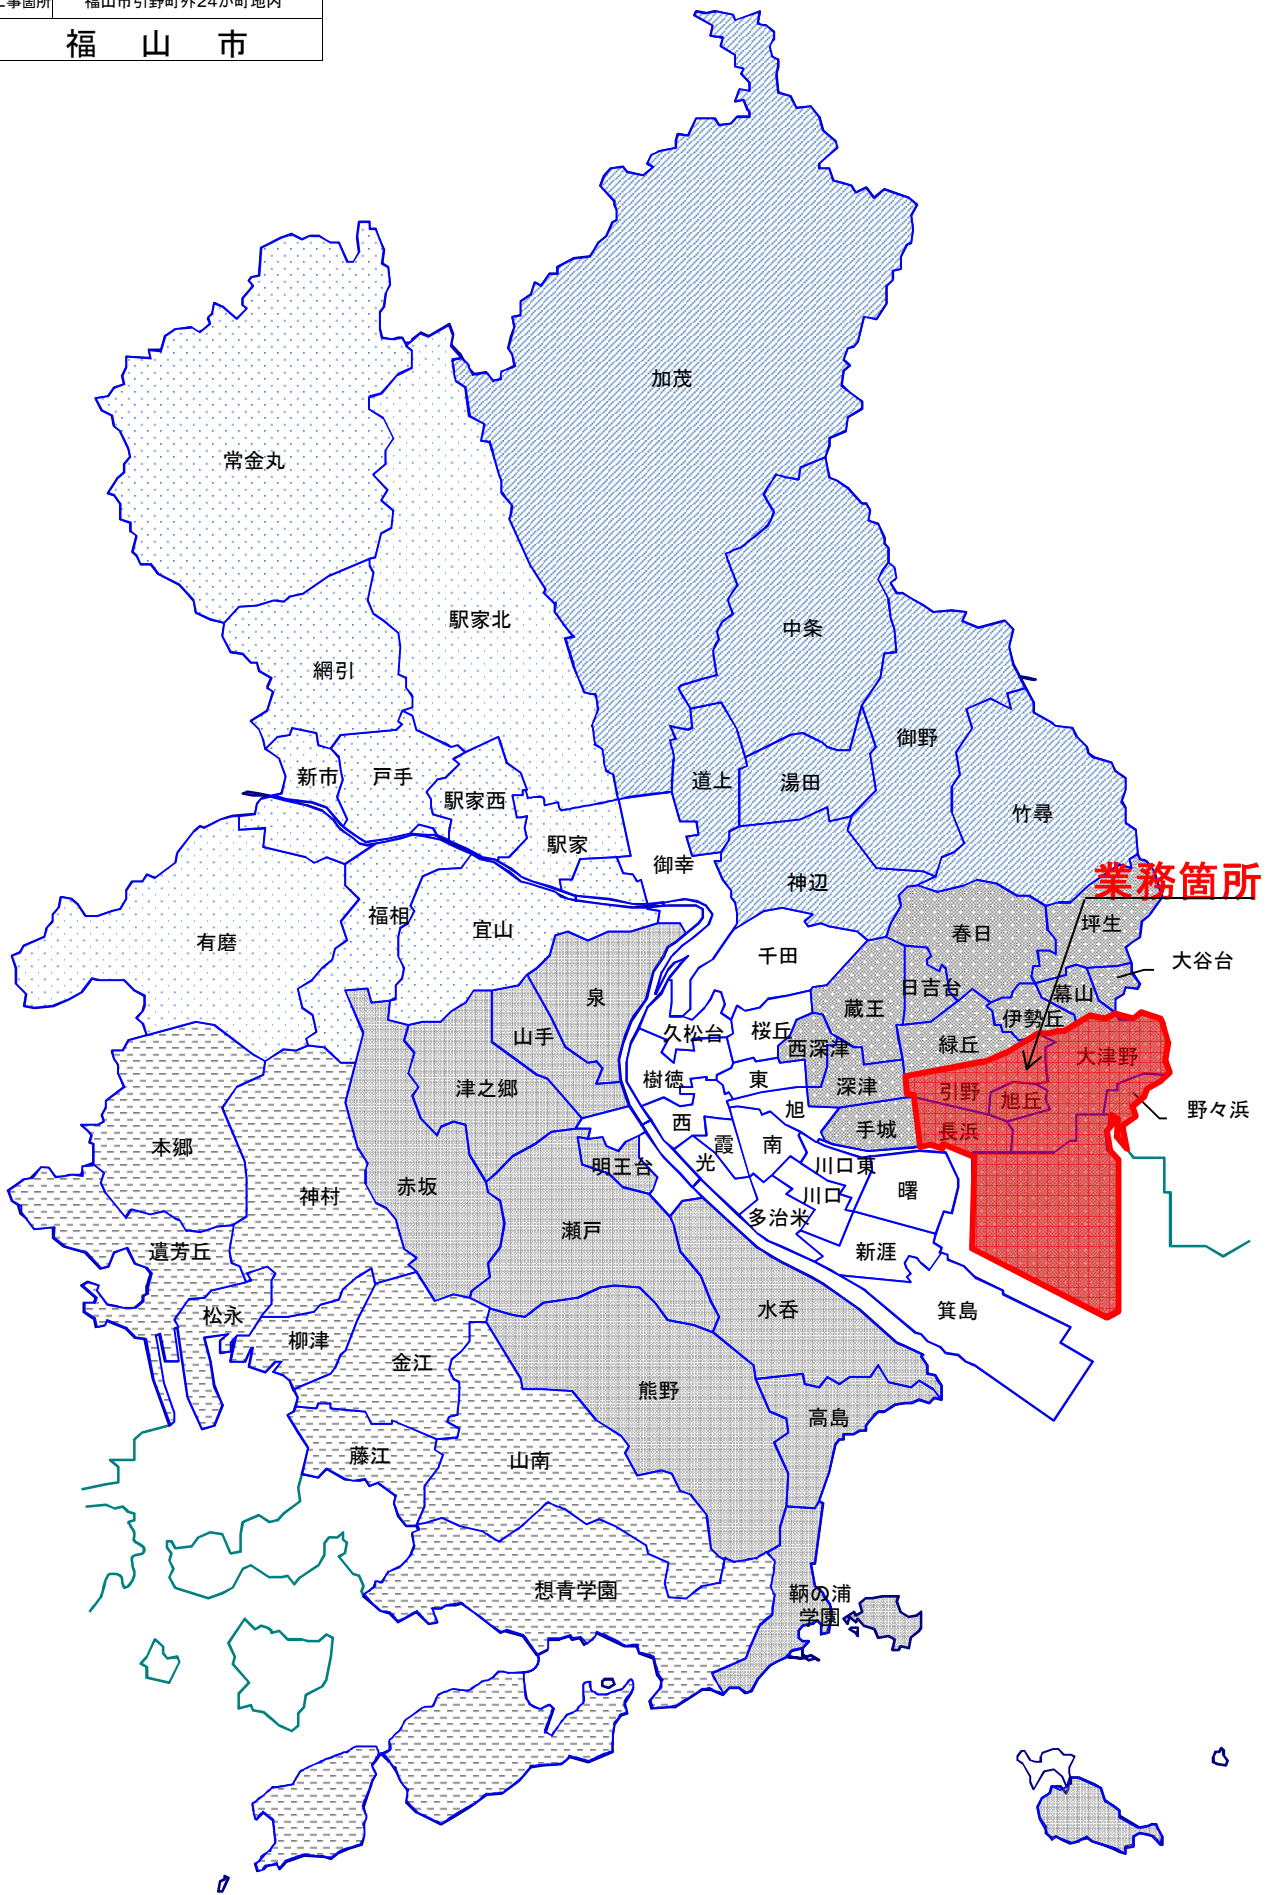 工事箇所 福山市引野町外24か町地内
福山市
加茂
常金丸
駅家北
中条
網引
御野
新市
戸手
駅家西
道上
湯田
竹尋
駅家
御幸
神辺
業務箇所
福相
宜山
有磨
春日
坪生
千田
大谷台
泉
日吉台
幕山
蔵王
伊勢丘
山手
久松台
桜丘
西深津
緑丘
大津野
樹徳
東
津之郷
深津
引野
旭丘
野々浜
旭
西
手城
長浜
霞
南
本郷
光
川口東
明王台
赤坂
神村
川口
曙
多治米
瀬戸
遺芳丘
新涯
松永
水呑
箕島
柳津
金江
熊野
高島
藤江
山南
想青学園
鞆の浦
学園